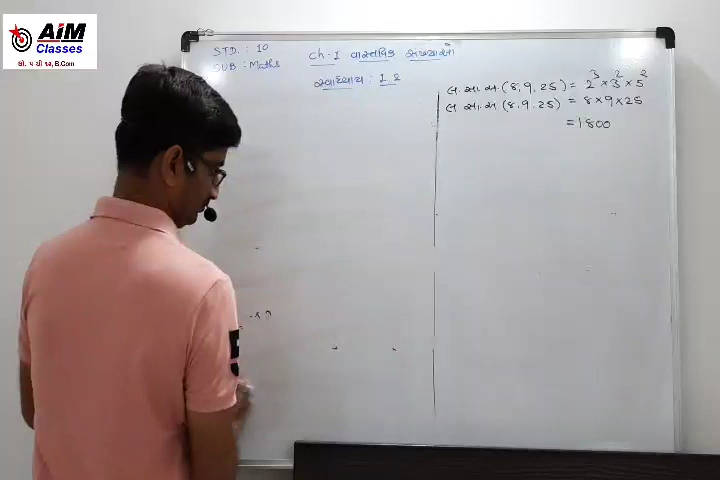 AiM
Classes
STD. : 10
SUB : Maths
Ch-1 વાસ્તવિક સંખ્યાઓ
સ્વાધ્યાય : 1.2
લ.સા.અ.(8,9,25) = 2³×3²×5²
લ.સા.અ.(8,9,25) = 8×9×25
=1800